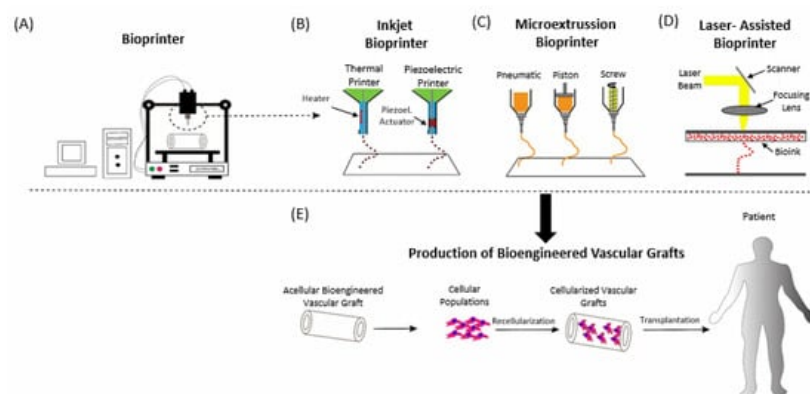 (A)
Bioprinter
(B)
Inkjet
Bioprinter
Thermal
Printer
Piezoelectric
Printer
Heater
Piezoel.
Actuator
(C)
Microextrussion
Bioprinter
Pneumatic
Piston
Screw
(D)
Laser- Assisted
Bioprinter
Laser
Beam
Scanner
Focusing
Lens
Bioink
(E)
Production of Bioengineered Vascular Grafts
Patient
Acellular Bioengineered
Vascular Graft
Cellular
Populations
Recellularization
Cellularized Vascular
Grafts
Transplantation